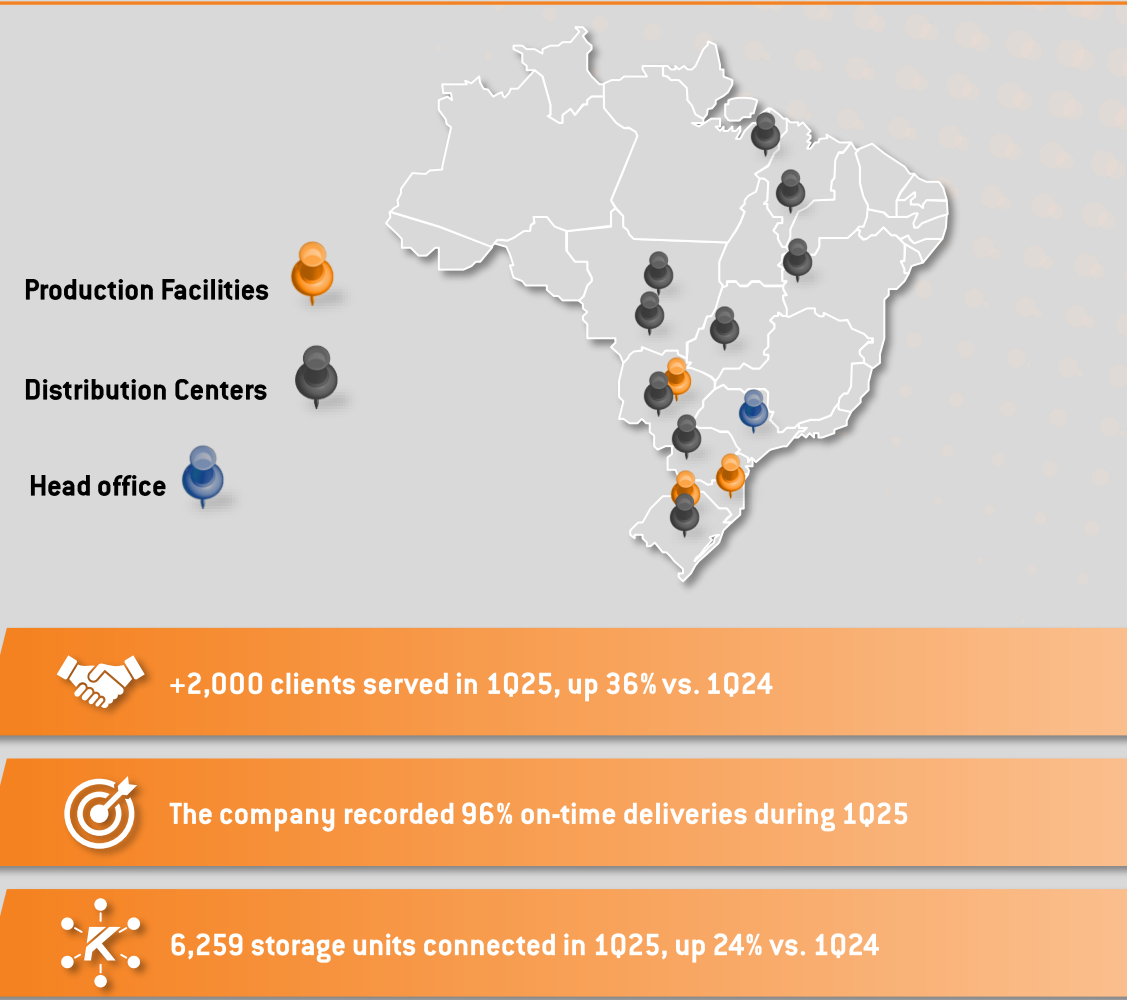 Production Facilities
Distribution Centers
Head office
+2,000 clients served in 1Q25, up 36% vs. 1Q24
The company recorded 96% on-time deliveries during 1Q25
K
6,259 storage units connected in 1Q25, up 24% vs. 1Q24